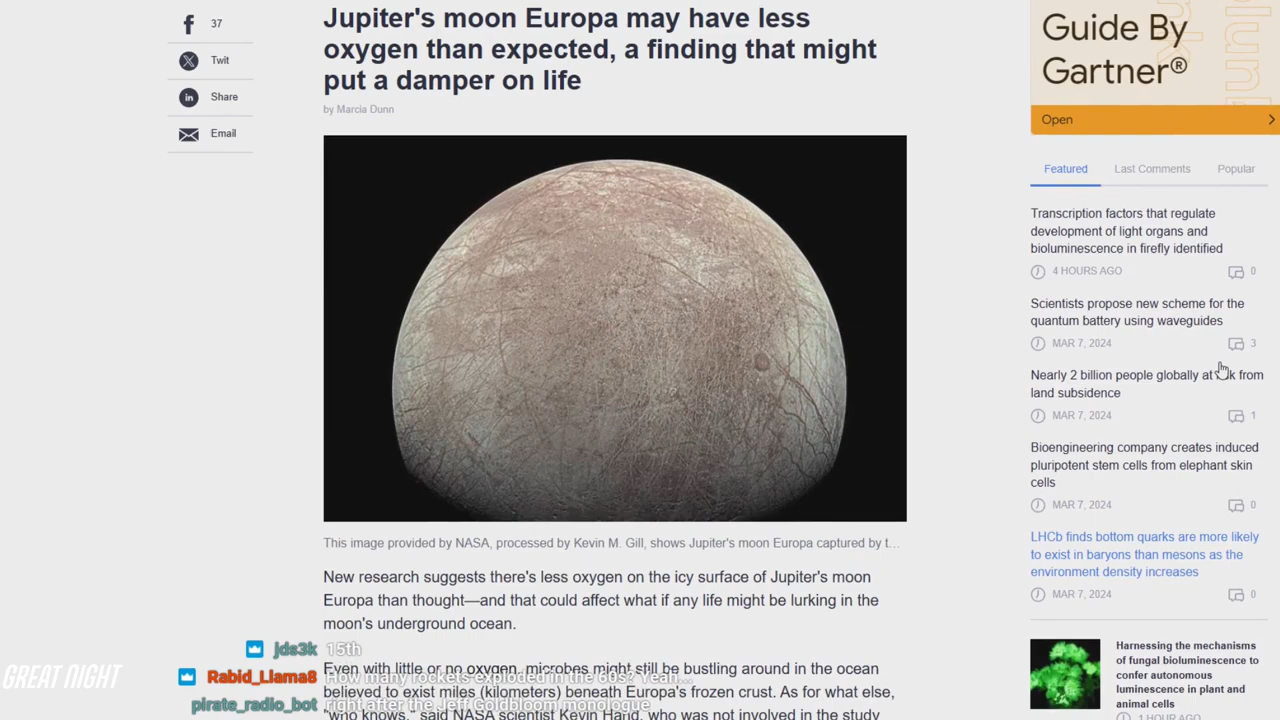 37
Twit
Share
Email
Jupiter's moon Europa may have less
oxygen than expected, a finding that might
put a damper on life
by Marcia Dunn
This image provided by NASA, processed by Kevin M. Gill, shows Jupiter's moon Europa captured by t…
New research suggests there's less oxygen on the icy surface of Jupiter's moon
Europa than thought—and that could affect what if any life might be lurking in the
moon's underground ocean.
Even with little or no oxygen, microbes might still be bustling around in the ocean
believed to exist miles (kilometers) beneath Europa's frozen crust. As for what else,
"who knows," said NASA scientist Kevin Hand, who was not involved in the study
Guide By
Gartner®
Open
Featured Last Comments Popular
Transcription factors that regulate
development of light organs and
bioluminescence in firefly identified
4 HOURS AGO 0
Scientists propose new scheme for the
quantum battery using waveguides
MAR 7, 2024 3
Nearly 2 billion people globally at from
land subsidence
MAR 7, 2024 1
Bioengineering company creates induced
pluripotent stem cells from elephant skin
cells
MAR 7, 2024 0
LHCb finds bottom quarks are more likely
to exist in baryons than mesons as the
environment density increases
MAR 7, 2024 0
Harnessing the mechanisms
of fungal bioluminescence to
confer autonomous
luminescence in plant and
animal cells
1 HOUR AGO
jds3k 15th
Rabid_Llama8 How many rockets exploded in the 60s? Yeah...
pirate_radio_bot right after the Jeff Goldbloom monologue
GREAT NIGHT